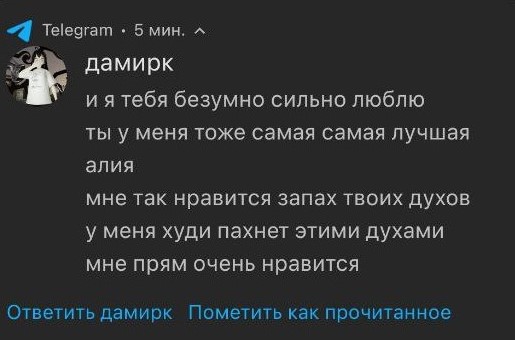 Telegram • 5 мин.
дамирк
и я тебя безумно сильно люблю
ты у меня тоже самая самая лучшая
алия
мне так нравится запах твоих духов
у меня худи пахнет этими духами
мне прям очень нравится
Ответить дамирк Пометить как прочитанное